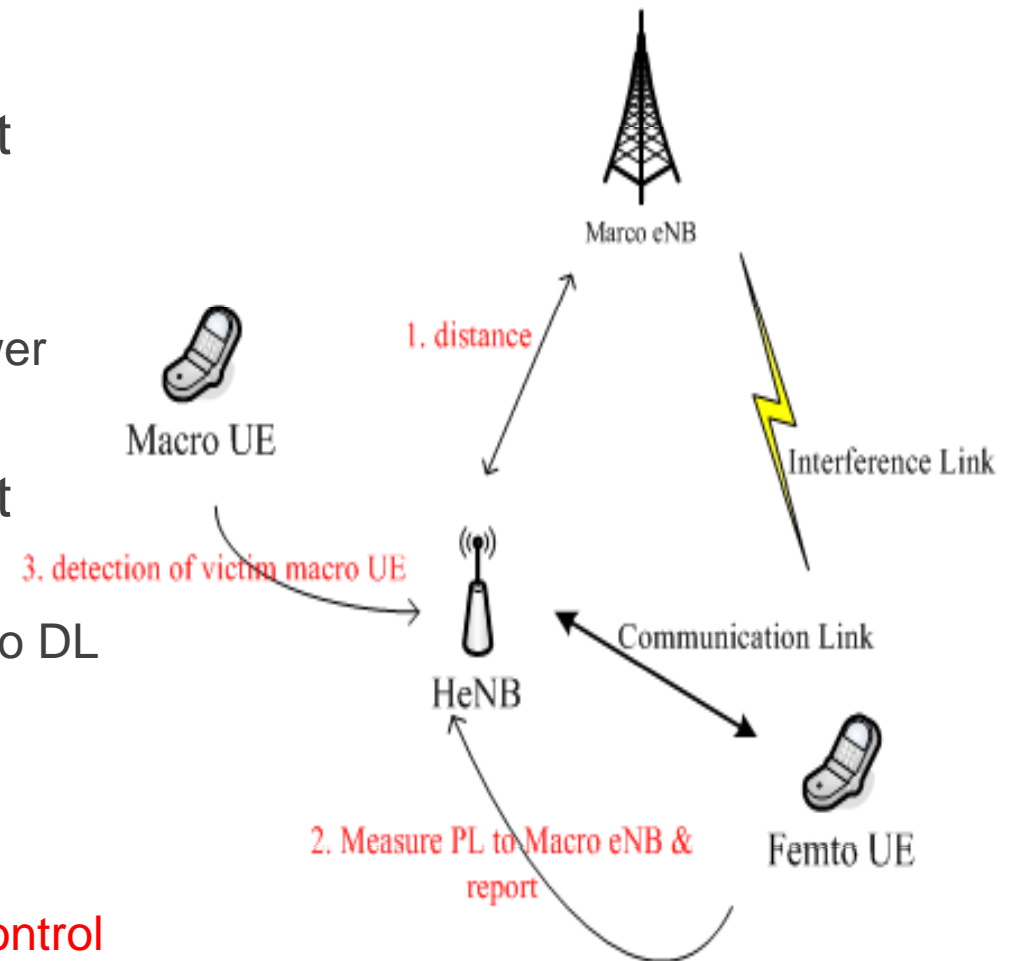 t
Marco eNB
1. distance
ver
Macro UE
Interference Link
t
3. detection of victim macro UE
o DL
Communication Link
HeNB
2. Measure PL to Macro eNB &
report
Femto UE
ontrol